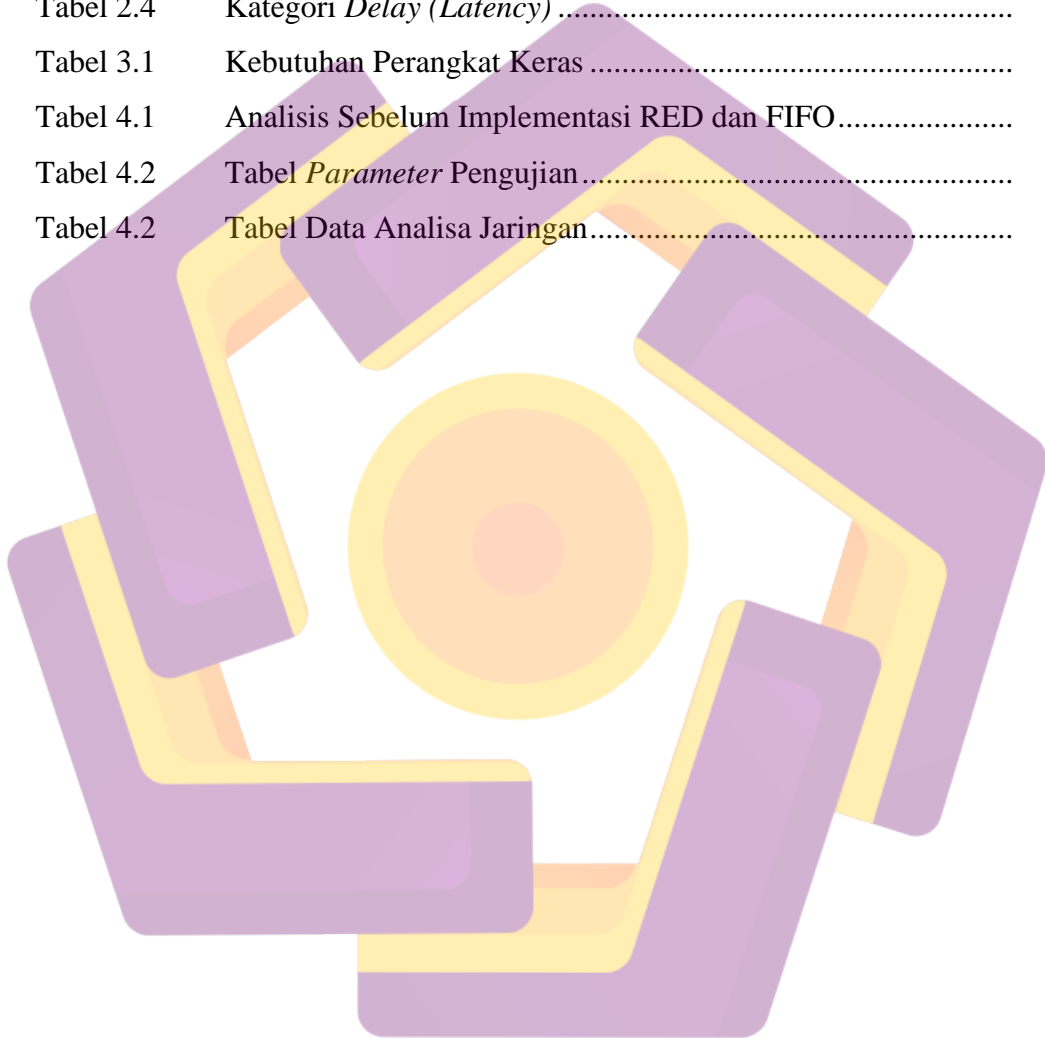 Tabel 2.4 Kategori Delay (Latency) ........................................................
Tabel 3.1 Kebutuhan Perangkat Keras ....................................................
Tabel 4.1 Analisis Sebelum Implementasi RED dan FIFO......................
Tabel 4.2 Tabel Parameter Pengujian .....................................................
Tabel 4.2 Tabel Data Analisa Jaringan....................................................